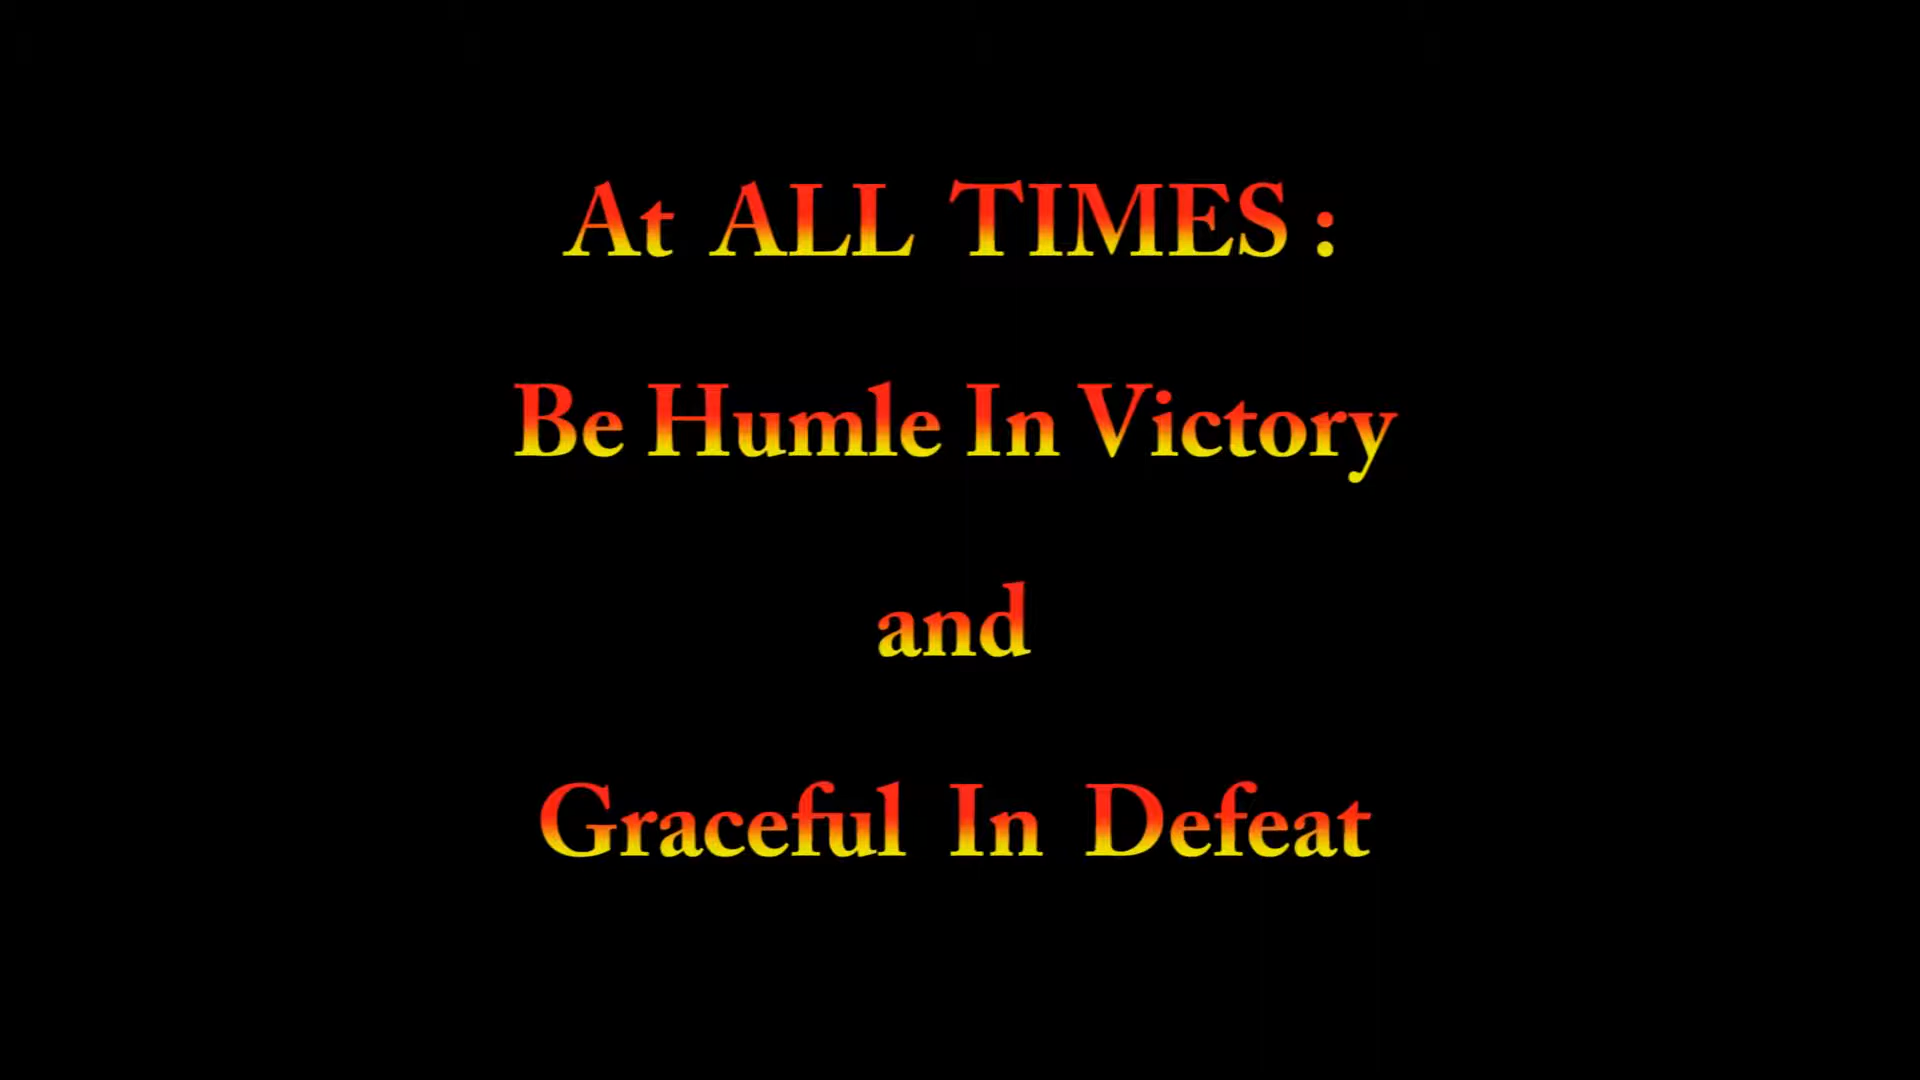 At ALL TIMES :
Be Humle In Victory
and
Graceful In Defeat